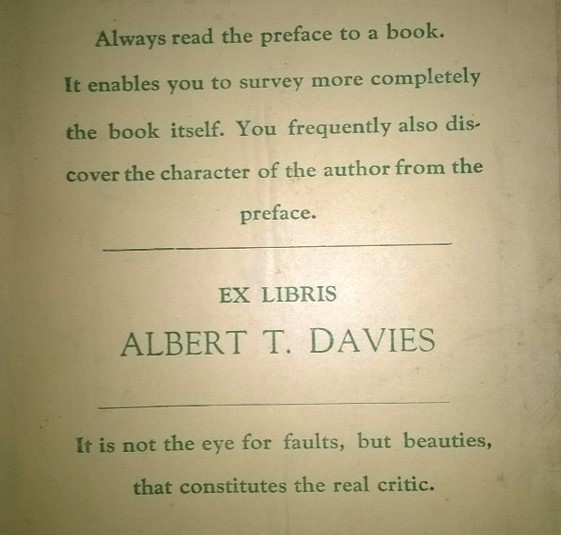 Always read the preface to a book.
It enables you to survey more completely
the book itself. You frequently also dis-
cover the character of the author from the
preface.
EX LIBRIS
ALBERT T. DAVIES
It is not the eye for faults, but beauties,
that constitutes the real critic.